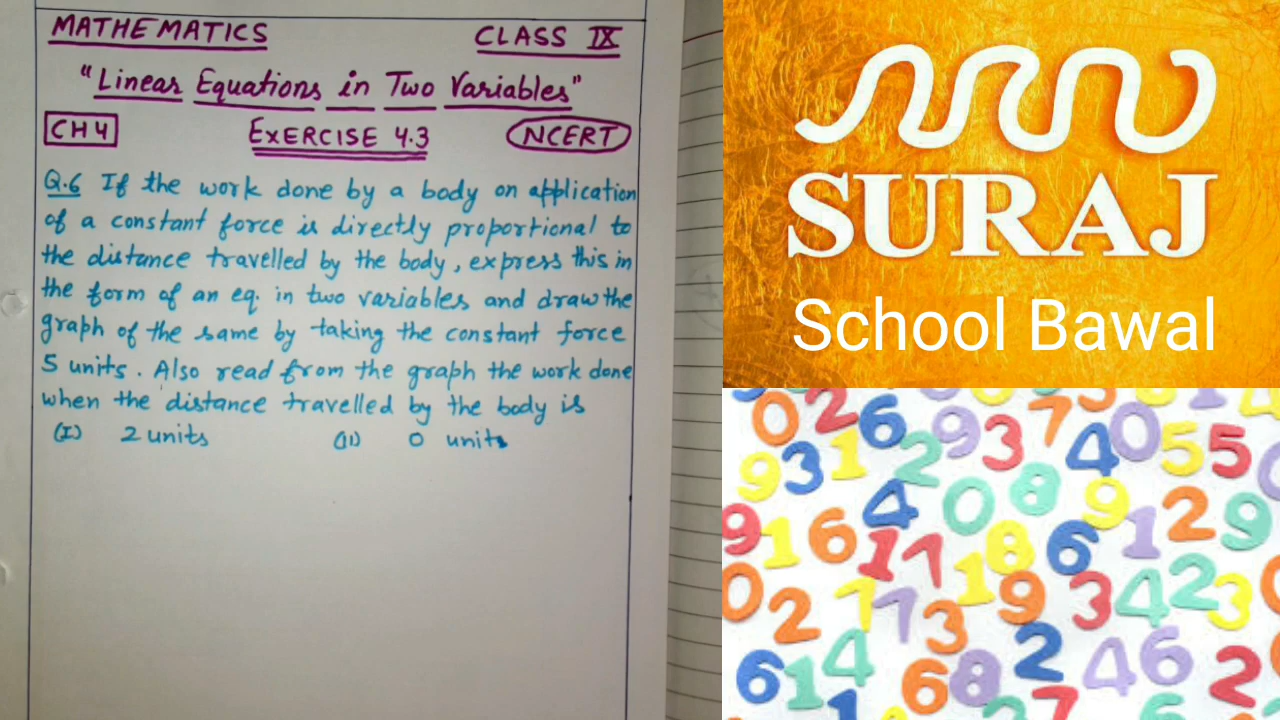 MATHEMATICS CLASS IX
"Linear Equations in Two Variables"
CH 4 EXERCISE 4.3 NCERT
Q.6 If the work done by a body on application
of a constant force is directly proportional to
the distance travelled by the body, express this in
the form of an eq. in two variables and draw the
graph of the same by taking the constant force
5 units. Also read from the graph the work done
when the distance travelled by the body is
(I) 2 units (II) 0 units
SURAJ
School Bawal